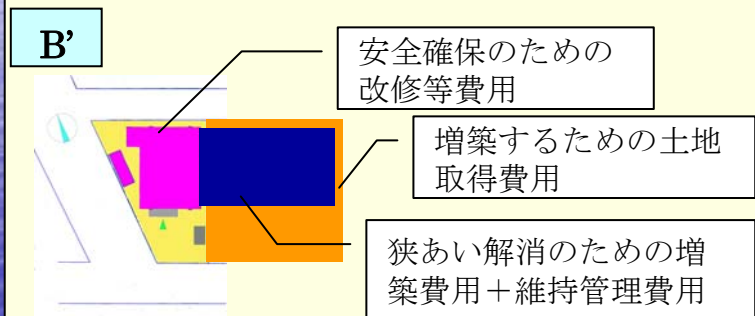 B’
安全確保のための
改修等費用
増築するための土地
取得費用
狭あい解消のための増
築費用＋維持管理費用